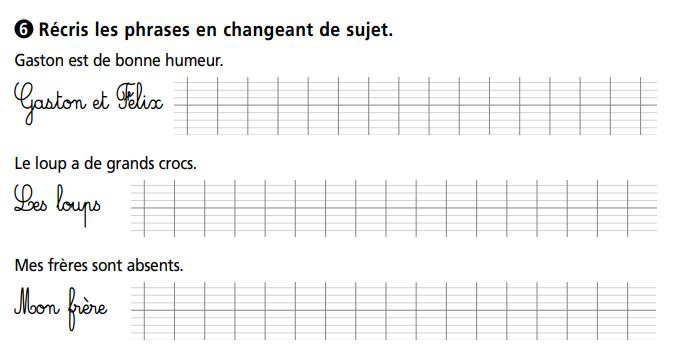 6 Récris les phrases en changeant de sujet.
Gaston est de bonne humeur.
Gaston et Félix
Le loup a de grands crocs.
Les loups
Mes frères sont absents.
Mon frère